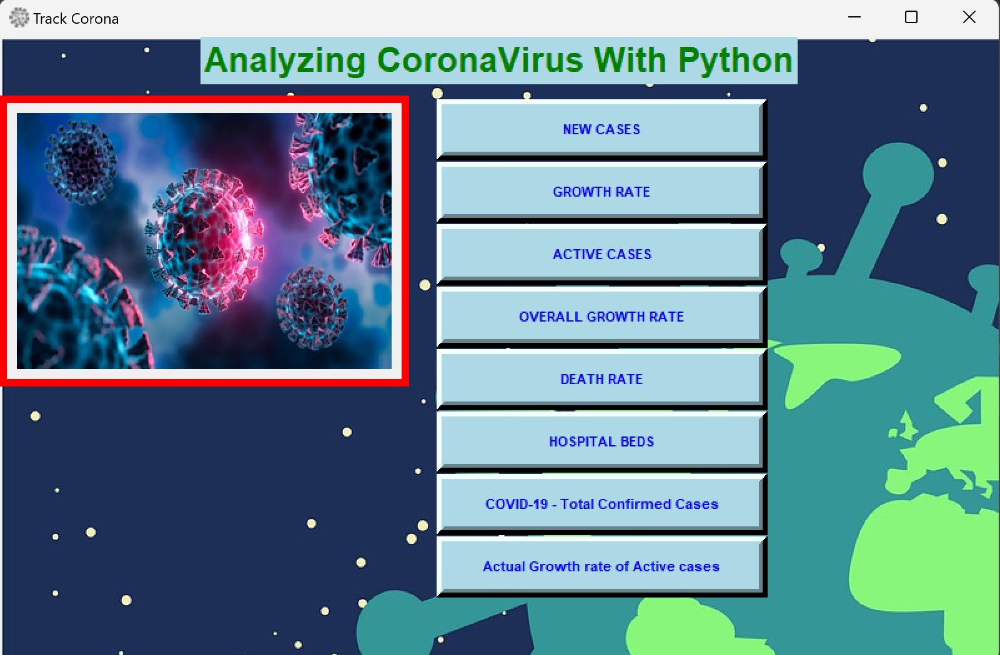 Track Corona
Analyzing CoronaVirus With Python
NEW CASES
GROWTH RATE
ACTIVE CASES
OVERALL GROWTH RATE
DEATH RATE
HOSPITAL BEDS
COVID-19 - Total Confirmed Cases
Actual Growth rate of Active cases